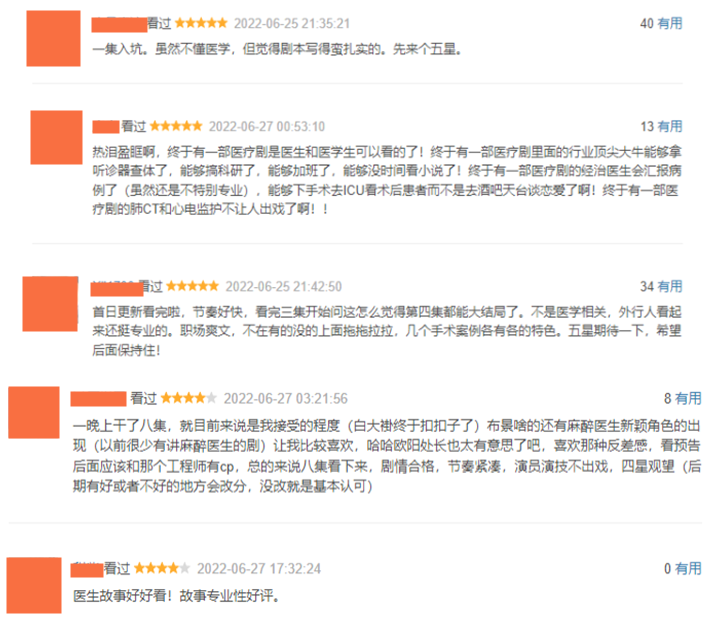 看过 ★★★★★ 2022-06-25 21:35:21 40 有用
一集入坑。虽然不懂医学，但觉得剧本写得蛮扎实的。先来个五星。
看过 ★★★★★ 2022-06-27 00:53:10 13 有用
热泪盈眶啊，终于有一部医疗剧是医生和医学生可以看的了！终于有一部医疗剧里面的行业顶尖大牛能够拿
听诊器查体了，能够搞科研了，能够加班了，能够没时间看小说了！终于有一部医疗剧的经治医生会汇报病
例了（虽然还是不特别专业），能够下手术去ICU看术后患者而不是去酒吧天台谈恋爱了啊！终于有一部医
疗剧的肺CT和心电监护不让人出戏了啊！！
看过 ★★★★★ 2022-06-25 21:42:50 34 有用
首日更新看完啦，节奏好快，看完三集开始问这怎么觉得第四集都能大结局了。不是医学相关，外行人看起
来还挺专业的。职场爽文，不在有的没的上面拖拖拉拉，几个手术案例各有各的特色。五星期待一下，希望
后面保持住！
看过 ★★★★★ 2022-06-27 03:21:56 8 有用
一晚上干了八集，就目前来说是我接受的程度（白大褂终于扣扣子了）布景啥的还有麻醉医生新颖角色的出
现（以前很少有讲麻醉医生的剧）让我比较喜欢，哈哈欧阳处长也太有意思了吧，喜欢那种反差感，看预告
后面应该和那个工程师有cp，总的来说八集看下来，剧情合格，节奏紧凑，演员演技不出戏，四星观望（后
期有好或者不好的地方会改分，没改就是基本认可）
看过 ★★★★★ 2022-06-27 17:32:24 0 有用
医生故事好好看！故事专业性好评。